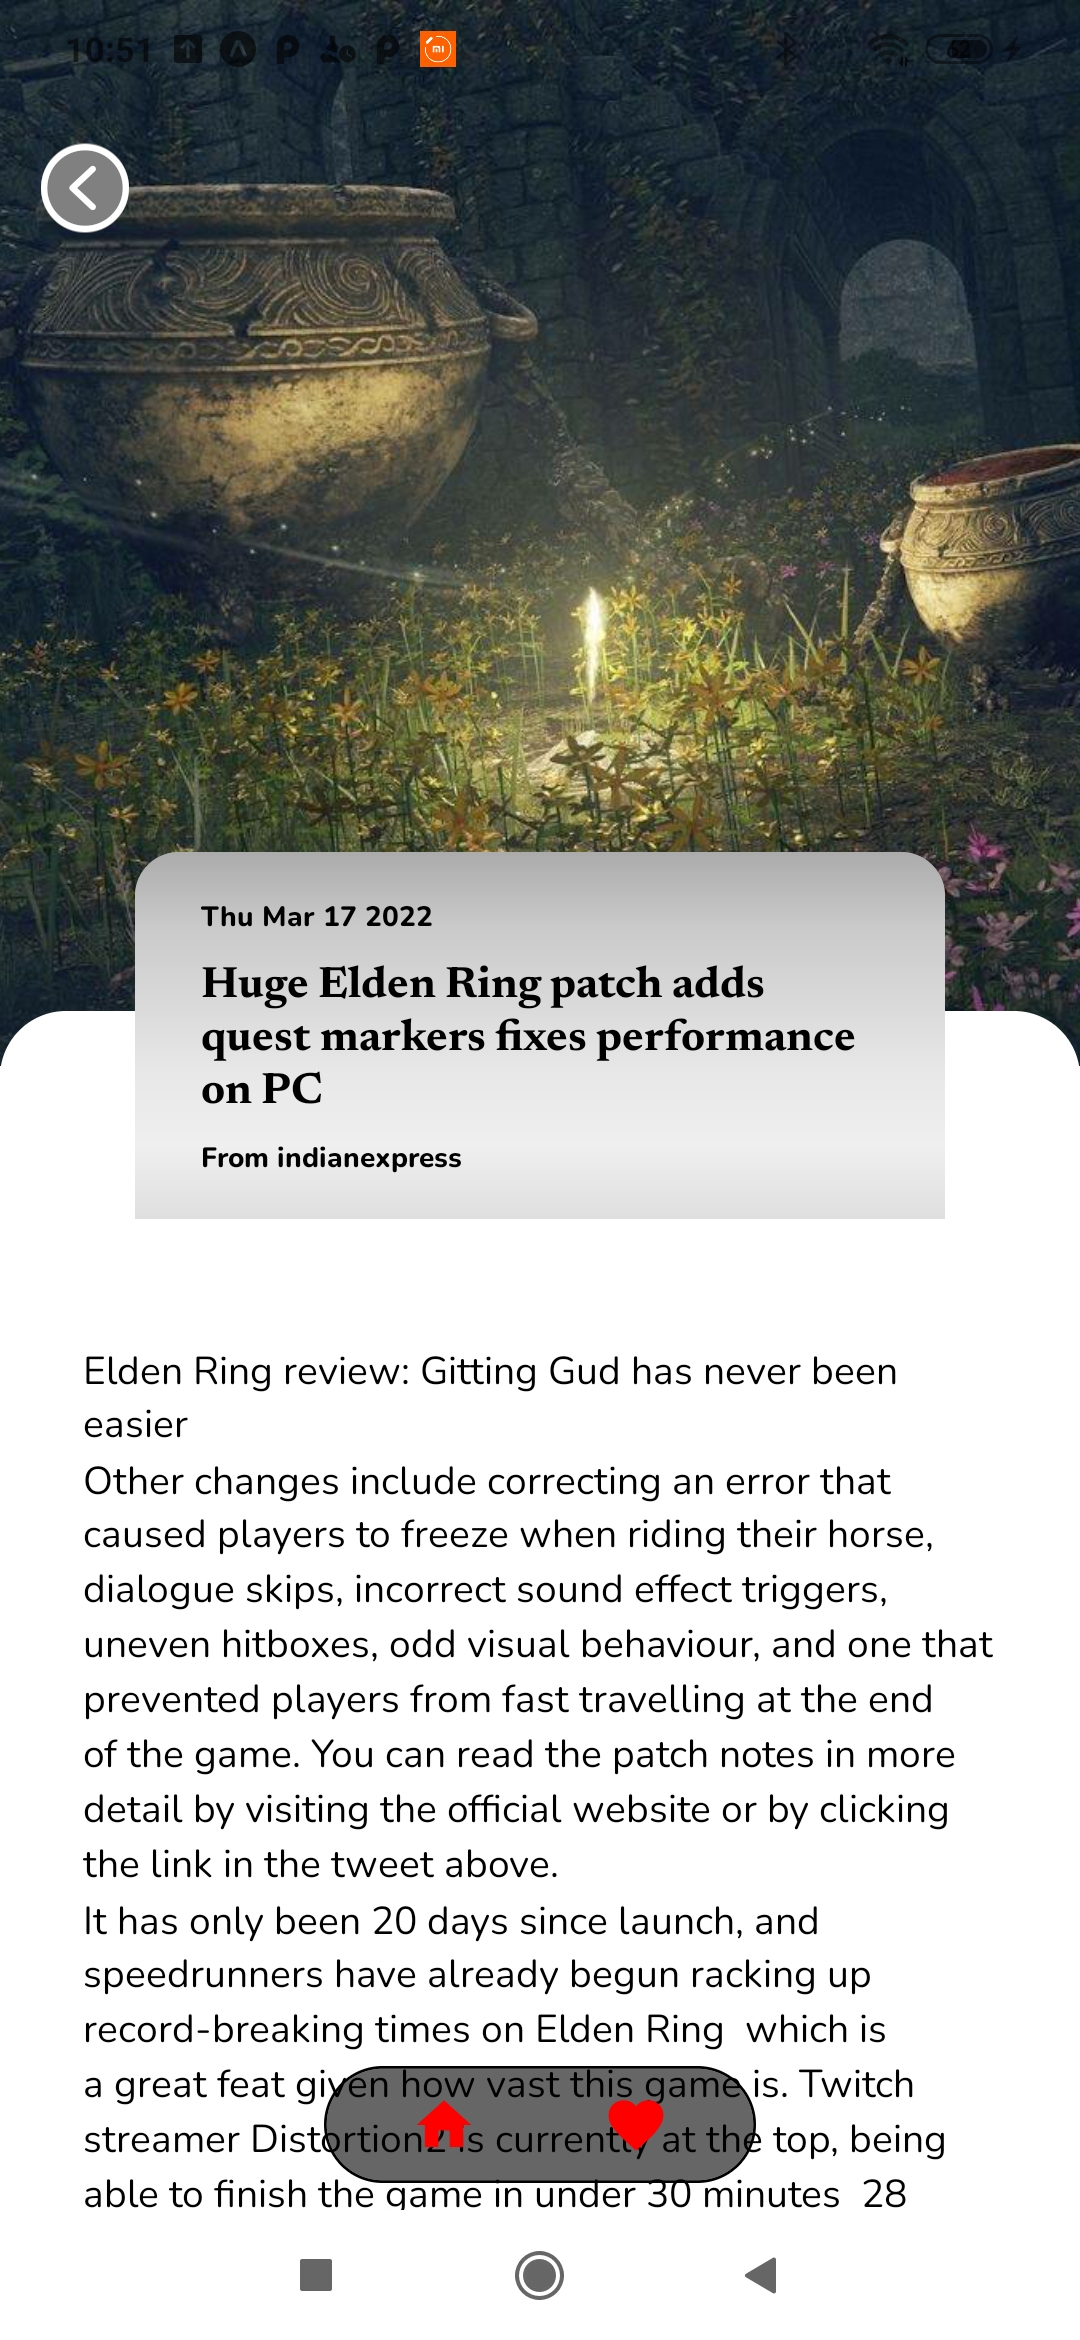 10:51
62
Thu Mar 17 2022
Huge Elden Ring patch adds
quest markers fixes performance
on PC
From indianexpress
Elden Ring review: Gitting Gud has never been
easier
Other changes include correcting an error that
caused players to freeze when riding their horse,
dialogue skips, incorrect sound effect triggers,
uneven hitboxes, odd visual behaviour, and one that
prevented players from fast travelling at the end
of the game. You can read the patch notes in more
detail by visiting the official website or by clicking
the link in the tweet above.
It has only been 20 days since launch, and
speedrunners have already begun racking up
record-breaking times on Elden Ring  which is
a great feat given how vast this game is. Twitch
streamer Distortion2 is currently at the top, being
able to finish the game in under 30 minutes  28